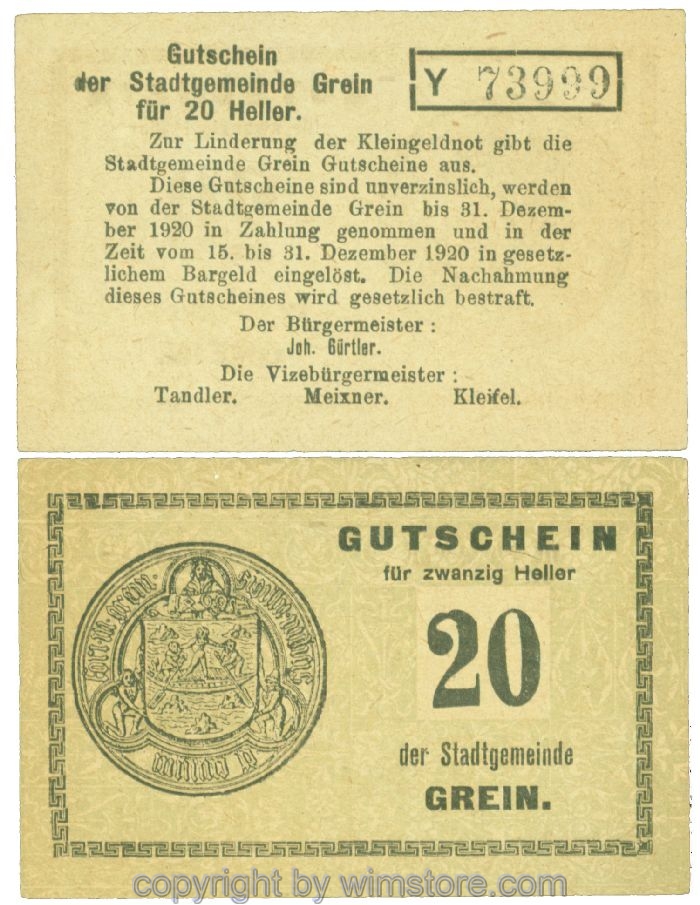 Gutschein
der Stadtgemeinde Grein
für 20 Heller.
Y 73999
Zur Linderung der Kleingeldnot gibt die
Stadtgemeinde Grein Gutscheine aus.
Diese Gutscheine sind unverzinslich, werden
von der Stadtgemeinde Grein bis 31. Dezem-
ber 1920 in Zahlung genommen und in der
Zeit vom 15. bis 31. Dezember 1920 in gesetz-
lichem Bargeld eingelöst. Die Nachahmung
dieses Gutscheines wird gesetzlich bestraft.
Der Bürgermeister :
Joh. Gürtler.
Die Vizebürgermeister :
Tandler. Meixner. Kleifel.
GUTSCHEIN
für zwanzig Heller
20
der Stadtgemeinde
GREIN.
copyright by wimstore.com